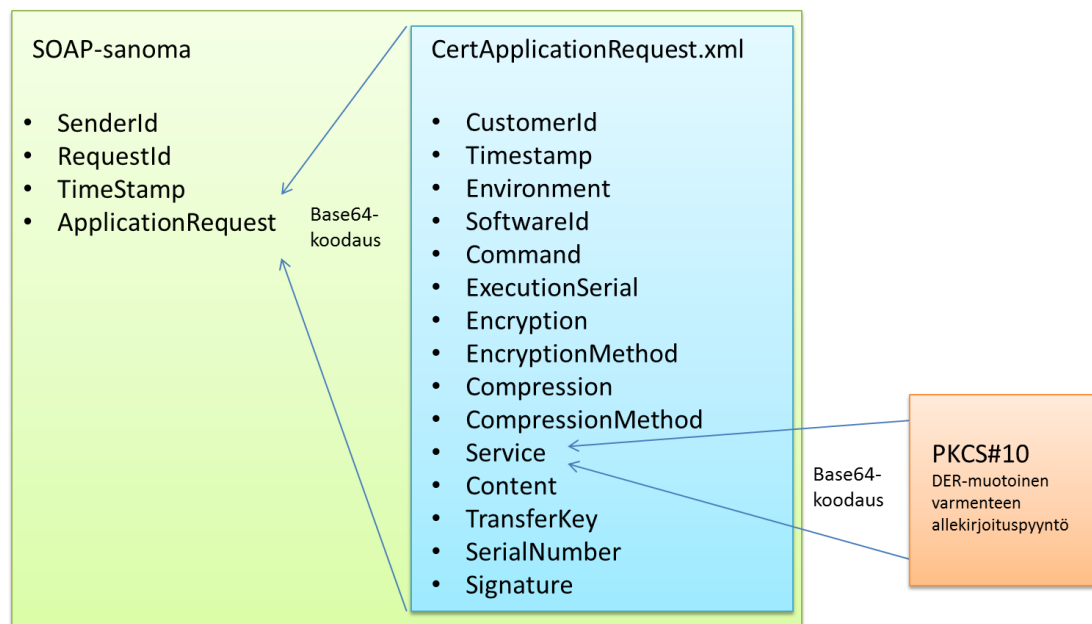 SOAP-sanoma
• SenderId
• RequestId
• TimeStamp
• ApplicationRequest
Base64-
koodaus
CertApplicationRequest.xml
• CustomerId
• Timestamp
• Environment
• SoftwareId
• Command
• ExecutionSerial
• Encryption
• EncryptionMethod
• Compression
• CompressionMethod
• Service
• Content
• TransferKey
• SerialNumber
• Signature
Base64-
koodaus
PKCS#10
DER-muotoinen
varmenteen
allekirjoituspyyntö